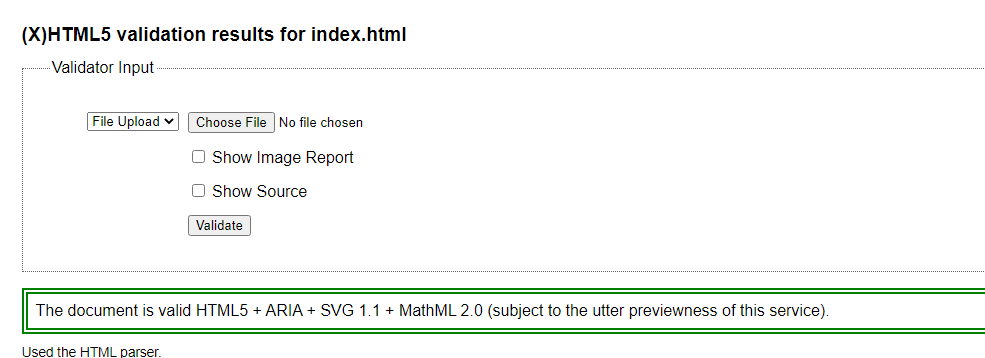 (X)HTML5 validation results for index.html
Validator Input
File Upload Choose File No file chosen
Show Image Report
Show Source
Validate
The document is valid HTML5 + ARIA + SVG 1.1 + MathML 2.0 (subject to the utter previewness of this service).
Used the HTML parser.